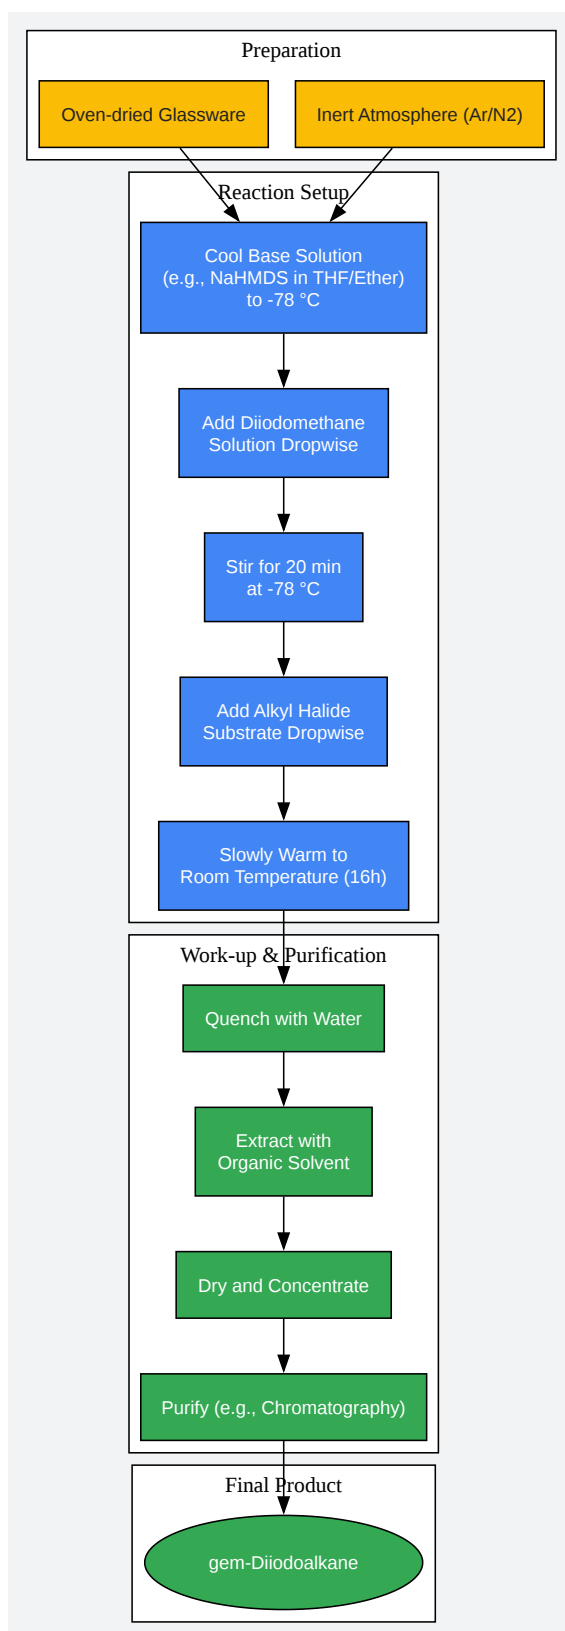 Preparation
Oven-dried Glassware
Inert Atmosphere (Ar/N2)
Reaction Setup
Cool Base Solution
(e.g., NaHMDS in THF/Ether)
to -78 °C
Add Diiodomethane
Solution Dropwise
Stir for 20 min
at -78 °C
Add Alkyl Halide
Substrate Dropwise
Slowly Warm to
Room Temperature (16h)
Work-up & Purification
Quench with Water
Extract with
Organic Solvent
Dry and Concentrate
Purify (e.g., Chromatography)
Final Product
gem-Diiodoalkane